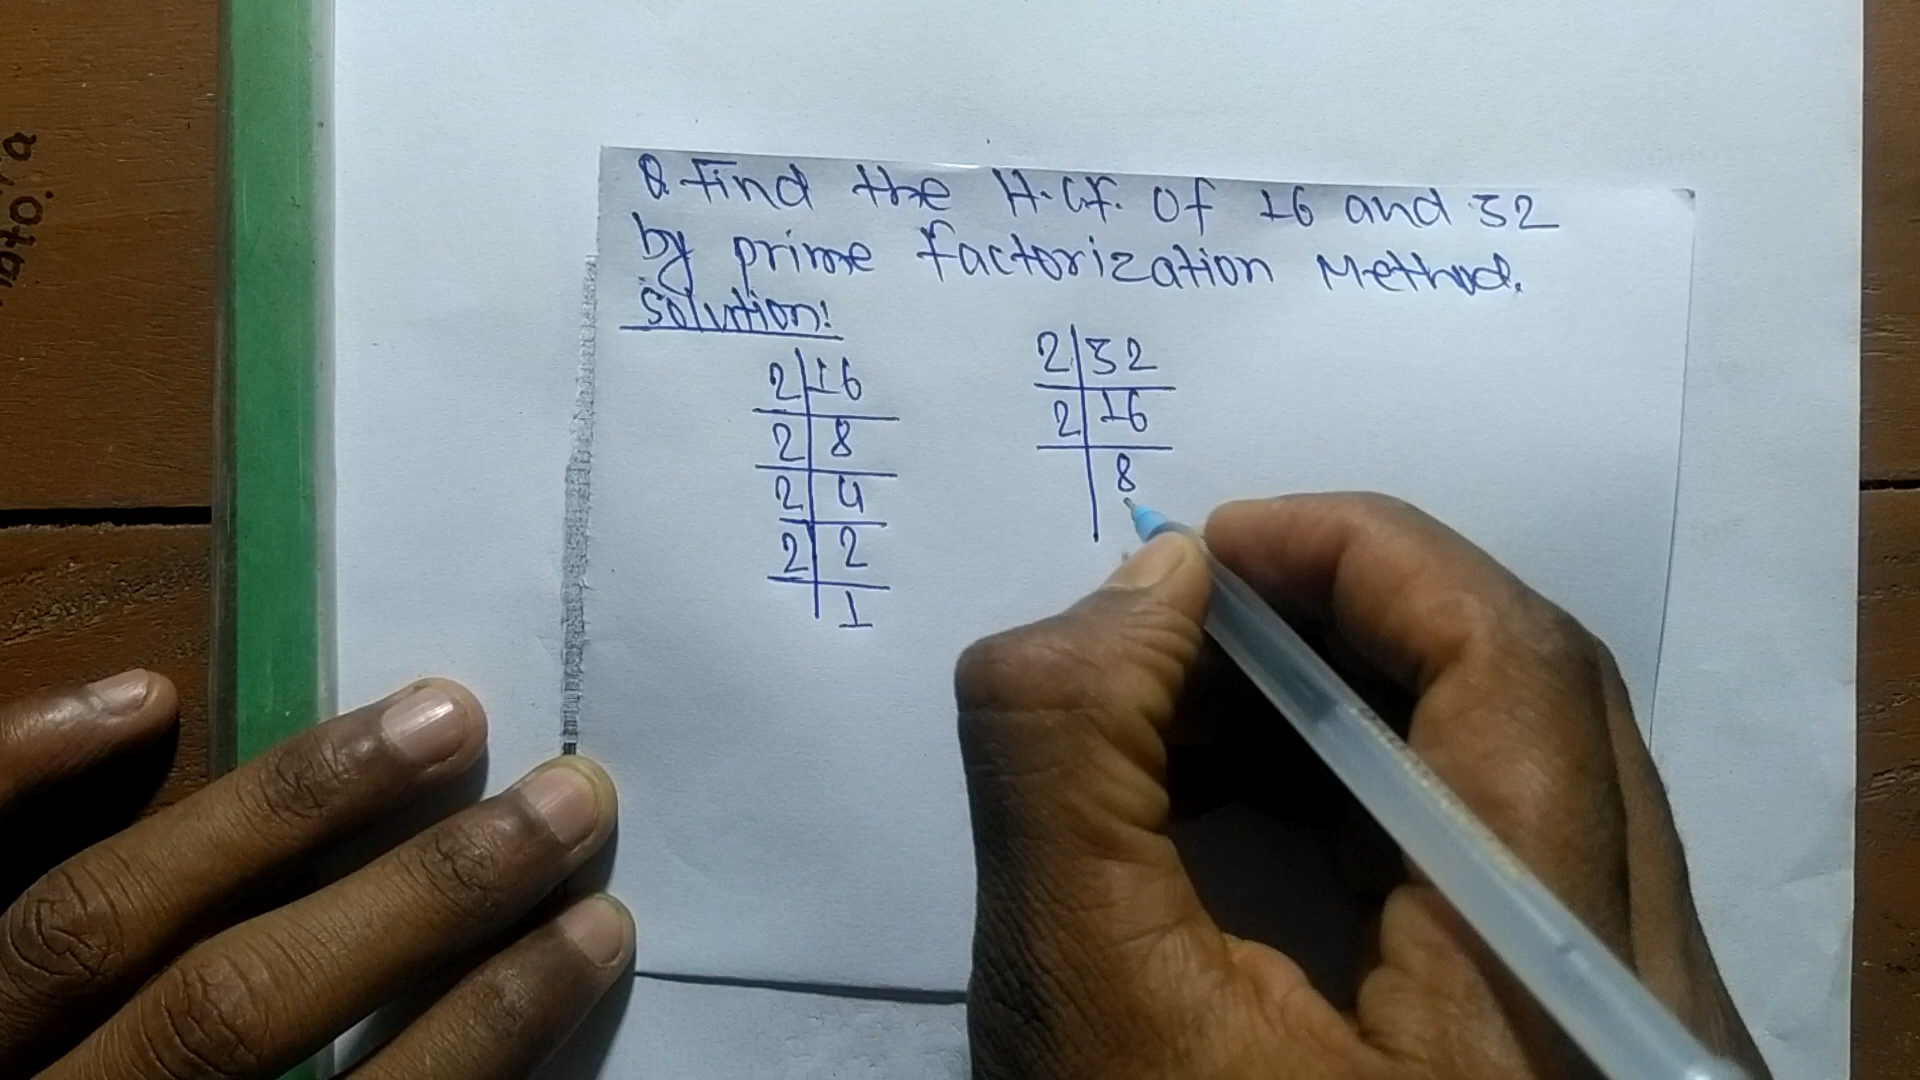 Q. Find the H.C.F. of 16 and 32
by prime factorization Method.
Solution:
2 16
2 8
2 4
2 2
1
2 32
2 16
8